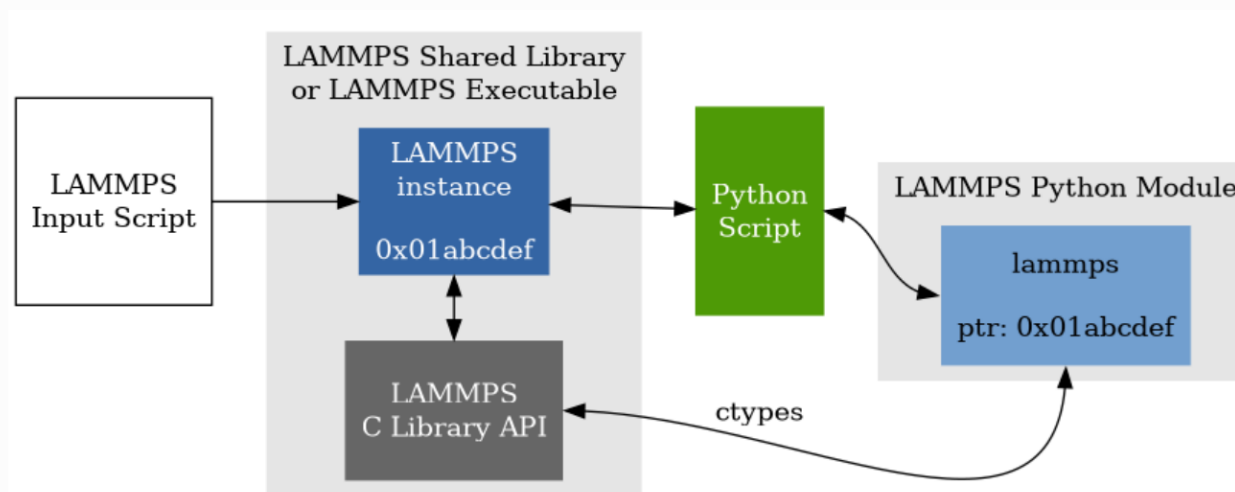 LAMMPS Shared Library
or LAMMPS Executable
LAMMPS
Input Script
LAMMPS
instance
0x01abcdef
LAMMPS
C Library API
Python
Script
LAMMPS Python Module
lammps
ptr: 0x01abcdef
ctypes